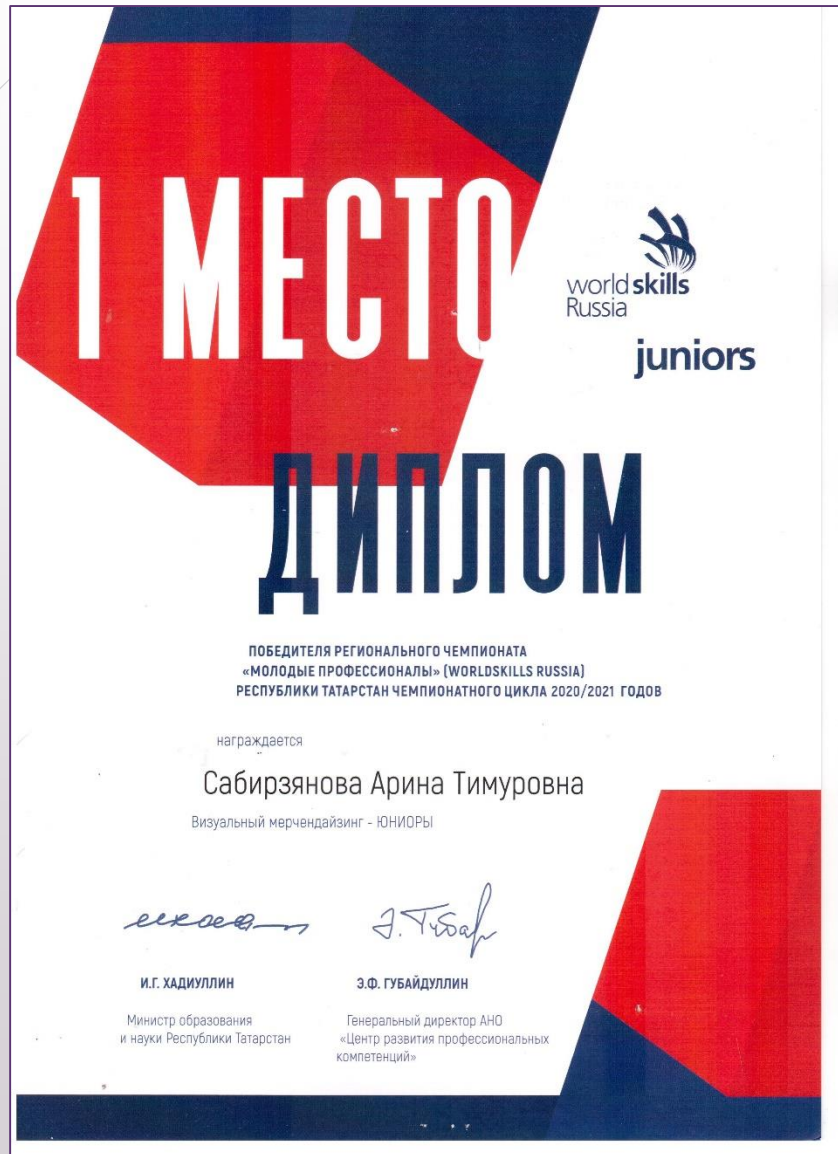 1 МЕСТО
world skills
Russia
juniors
ДИПЛОМ
ПОБЕДИТЕЛЯ РЕГИОНАЛЬНОГО ЧЕМПИОНАТА
«МОЛОДЫЕ ПРОФЕССИОНАЛЫ» (WORLDSKILLS RUSSIA)
РЕСПУБЛИКИ ТАТАРСТАН ЧЕМПИОНАТНОГО ЦИКЛА 2020/2021 ГОДОВ
награждается
Сабирзянова Арина Тимуровна
Визуальный мерчендайзинг - ЮНИОРЫ
Э. Губай
И.Г. ХАДИУЛЛИН
Министр образования
и науки Республики Татарстан
Э.Ф. ГУБАЙДУЛЛИН
Генеральный директор АНО
«Центр развития профессиональных
компетенций»